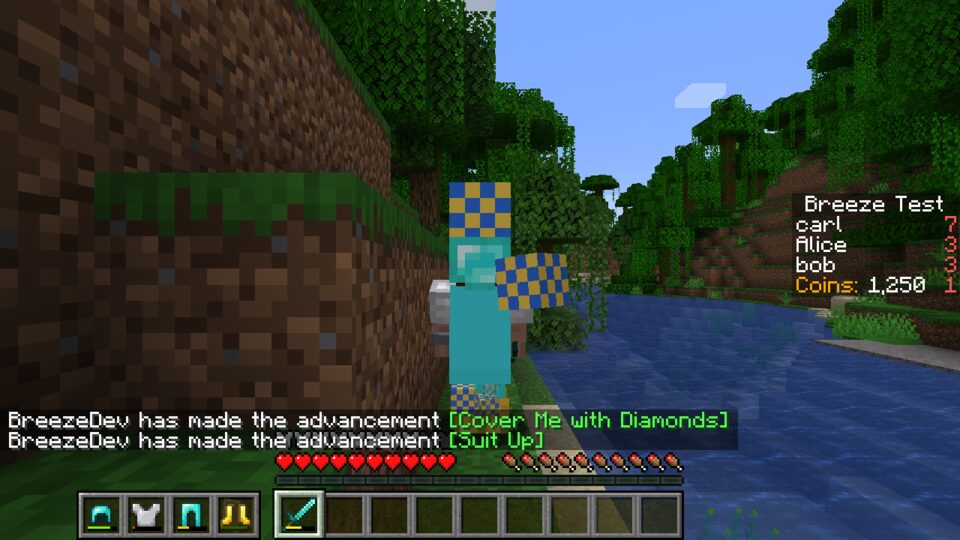 Breeze Test
carl 7
Alice 3
bob 3
Coins: 1,250 1
BreezeDev has made the advancement [Cover Me with Diamonds]
BreezeDev has made the advancement [Suit Up]